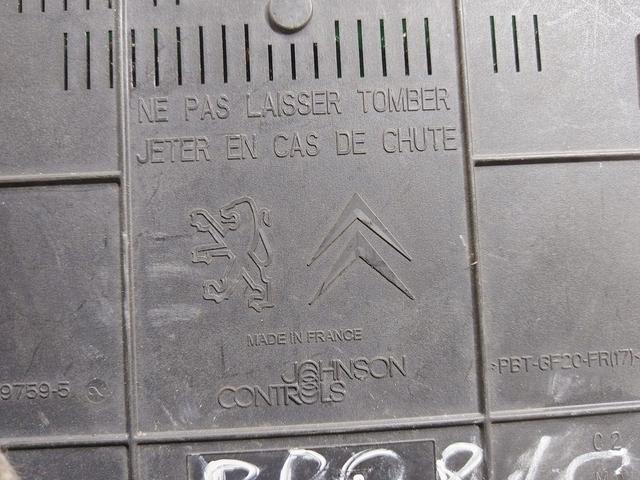 NE PAS LAISSER TOMBER
JETER EN CAS DE CHUTE
MADE IN FRANCE
JOHNSON
CONTROLS
>PBT-GF20-FR(17)<
9759-5
C2